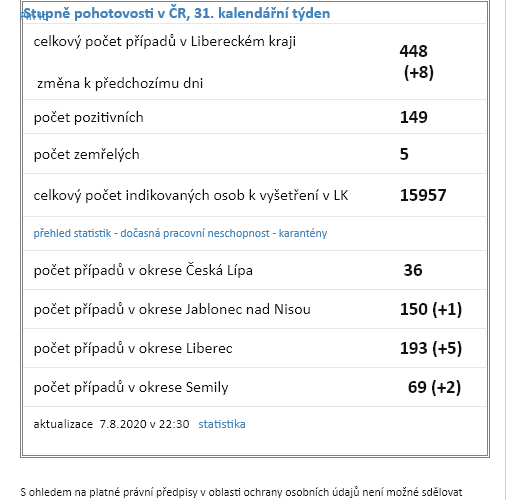 Stupně pohotovosti v ČR, 31. kalendářní týden
celkový počet případů v Libereckém kraji
448
(+8)
změna k předchozímu dni
počet pozitivních 149
počet zemřelých 5
celkový počet indikovaných osob k vyšetření v LK 15957
přehled statistik - dočasná pracovní neschopnost - karantény
počet případů v okrese Česká Lípa 36
počet případů v okrese Jablonec nad Nisou 150 (+1)
počet případů v okrese Liberec 193 (+5)
počet případů v okrese Semily 69 (+2)
aktualizace 7.8.2020 v 22:30 statistika
S ohledem na platné právní předpisy v oblasti ochrany osobních údajů není možné sdělovat